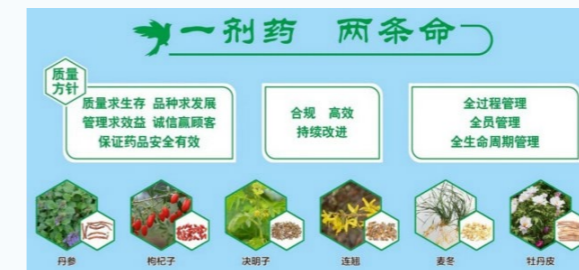 一剂药 两条命
质量
方针
质量求生存 品种求发展
管理求效益 诚信赢顾客
保证药品安全有效
合规 高效
持续改进
全过程管理
全员管理
全生命周期管理
丹参
枸杞子
决明子
连翘
麦冬
牡丹皮